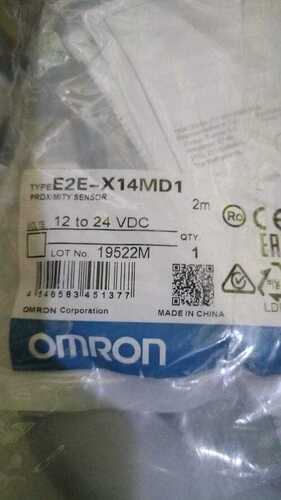 TYPE E2E-X14MD1
PROXIMITY SENSOR 2m
VOLTS 12 to 24 VDC
QTY.
LOT No. 19522M 1
4 546583 451377
OMRON Corporation MADE IN CHINA
OMRON